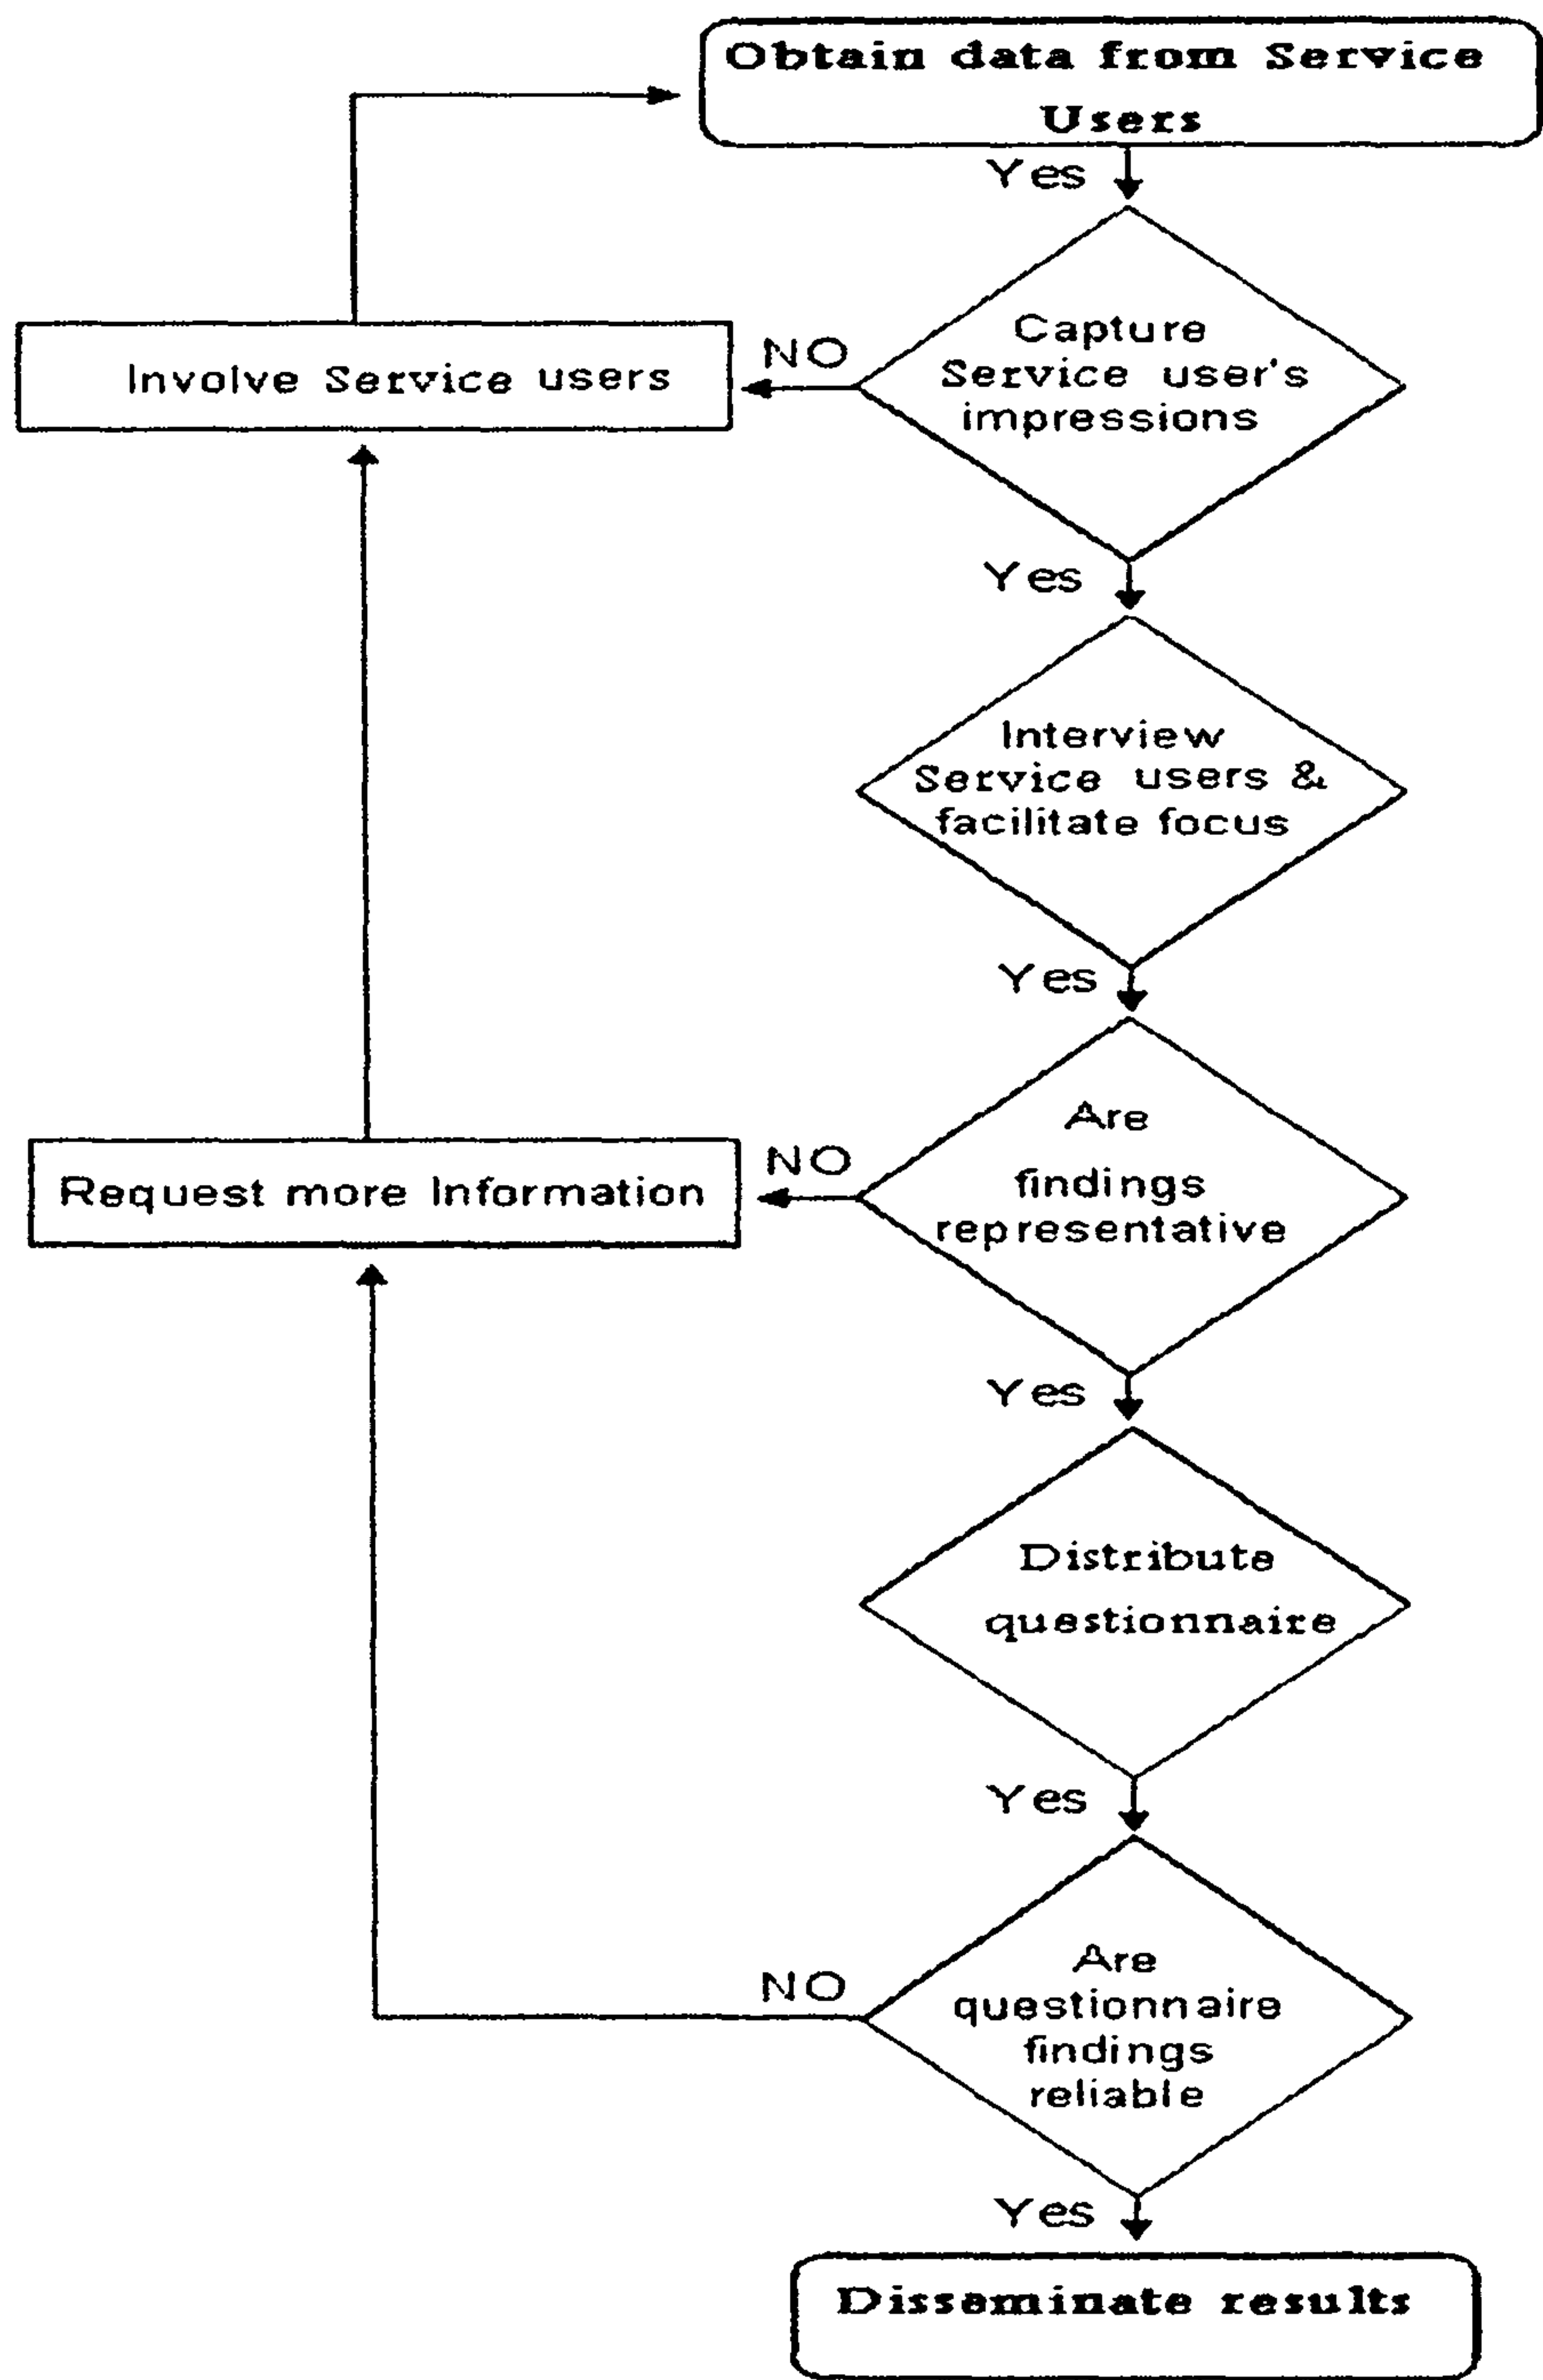 Obtain data from Service
Users
Yes
Capture
Service user's
impressions
NO
Involve Service users
Yes
Interview
Service users &
facilitate focus
Yes
Are
findings
representative
NO
Request more Information
Yes
Distribute
questionnaire
Yes
Are
questionnaire
findings
reliable
NO
Yes
Disseminate results